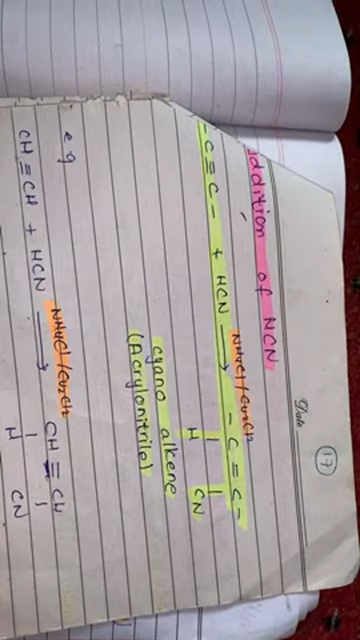 Date
17
addition of HCN
-C≡C- + HCN NH4Cl/Cu2Cl2 → -C=C-
H CN
cyano alkene
(Acrylonitrile)
e.g
CH≡CH + HCN NH4Cl/Cu2Cl2 → CH=CH
H CN